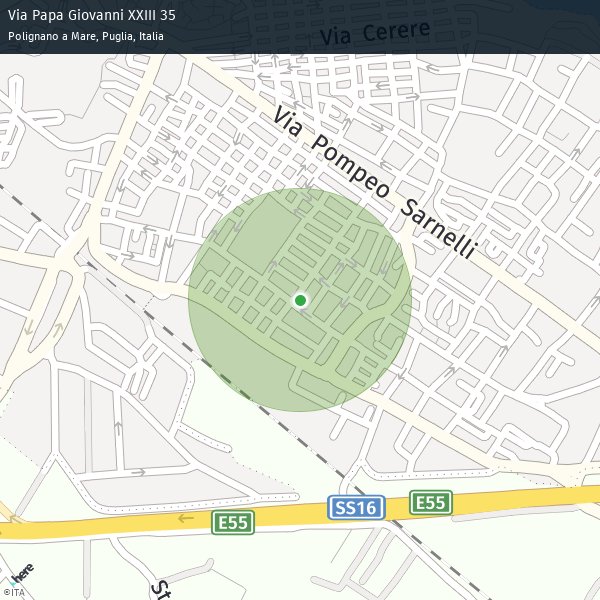 Via Papa Giovanni XXIII 35
Polignano a Mare, Puglia, Italia
Via Cerere
Via Pompeo Sarnelli
E55
SS16
E55
here
St
©ITA